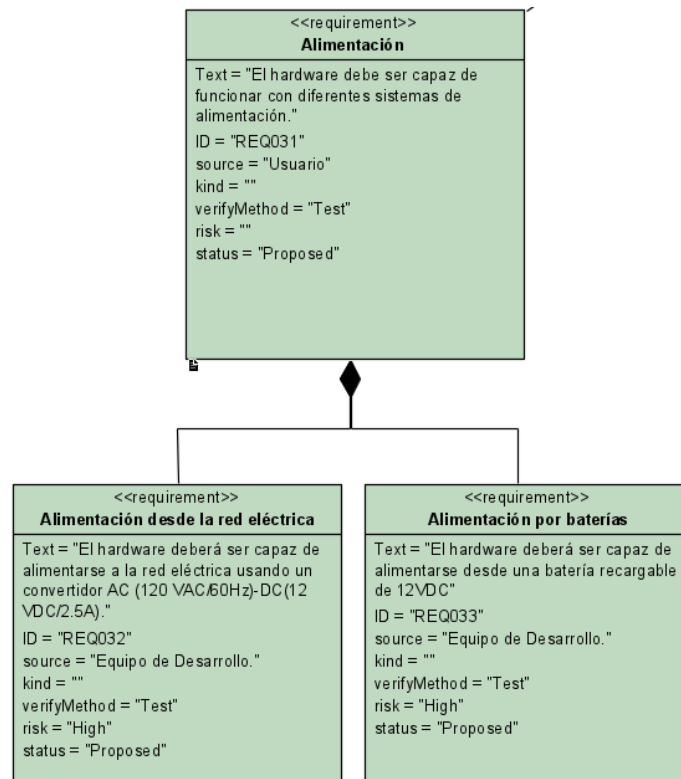 <<requirement>>
Alimentación
Text = "El hardware debe ser capaz de
funcionar con diferentes sistemas de
alimentación."
ID = "REQ031"
source = "Usuario"
kind = ""
verifyMethod = "Test"
risk = ""
status = "Proposed"
<<requirement>>
Alimentación desde la red eléctrica
Text = "El hardware deberá ser capaz de
alimentarse a la red eléctrica usando un
convertidor AC (120 VAC/60Hz)-DC(12
VDC/2.5A)."
ID = "REQ032"
source = "Equipo de Desarrollo."
kind = ""
verifyMethod = "Test"
risk = "High"
status = "Proposed"
<<requirement>>
Alimentación por baterías
Text = "El hardware deberá ser capaz de
alimentarse desde una batería recargable
de 12VDC"
ID = "REQ033"
source = "Equipo de Desarrollo."
kind = ""
verifyMethod = "Test"
risk = "High"
status = "Proposed"